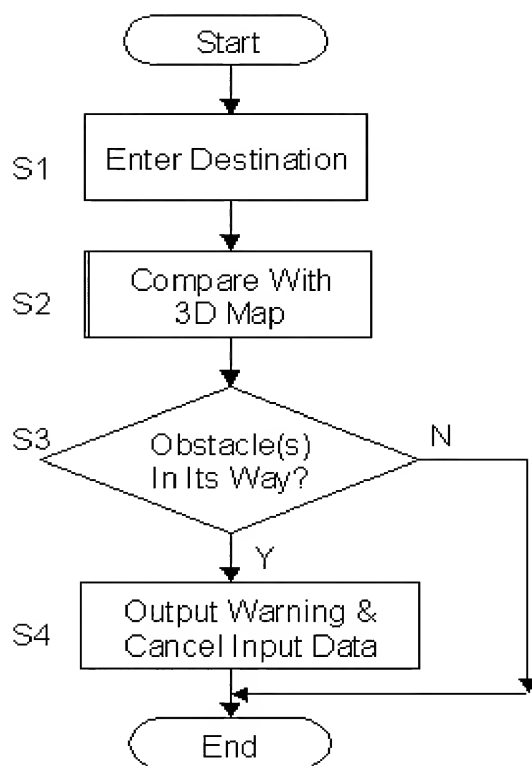 Start
S1
Enter Destination
S2
Compare With
3D Map
S3
Obstacle(s)
In Its Way?
N
Y
S4
Output Warning &
Cancel Input Data
End